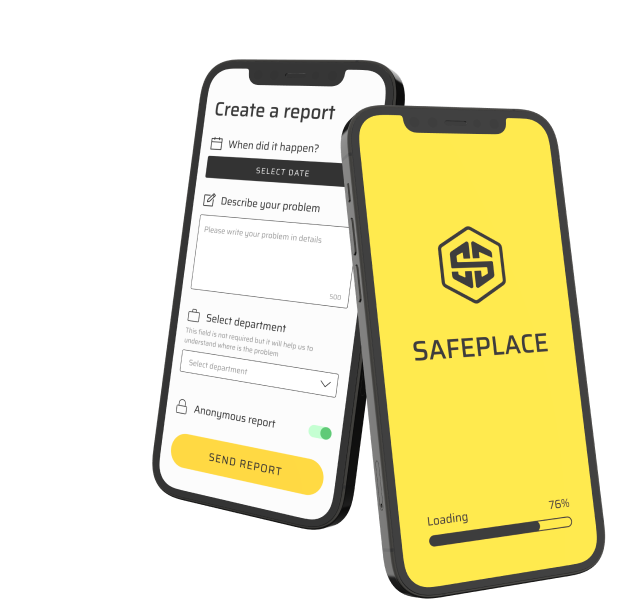 Create a report
When did it happen?
SELECT DATE
Describe your problem
Please write your problem in details
500
Select department
This field is not required but it will help us to
understand where is the problem
Select department
Anonymous report
SEND REPORT
SAFEPLACE
Loading
76%